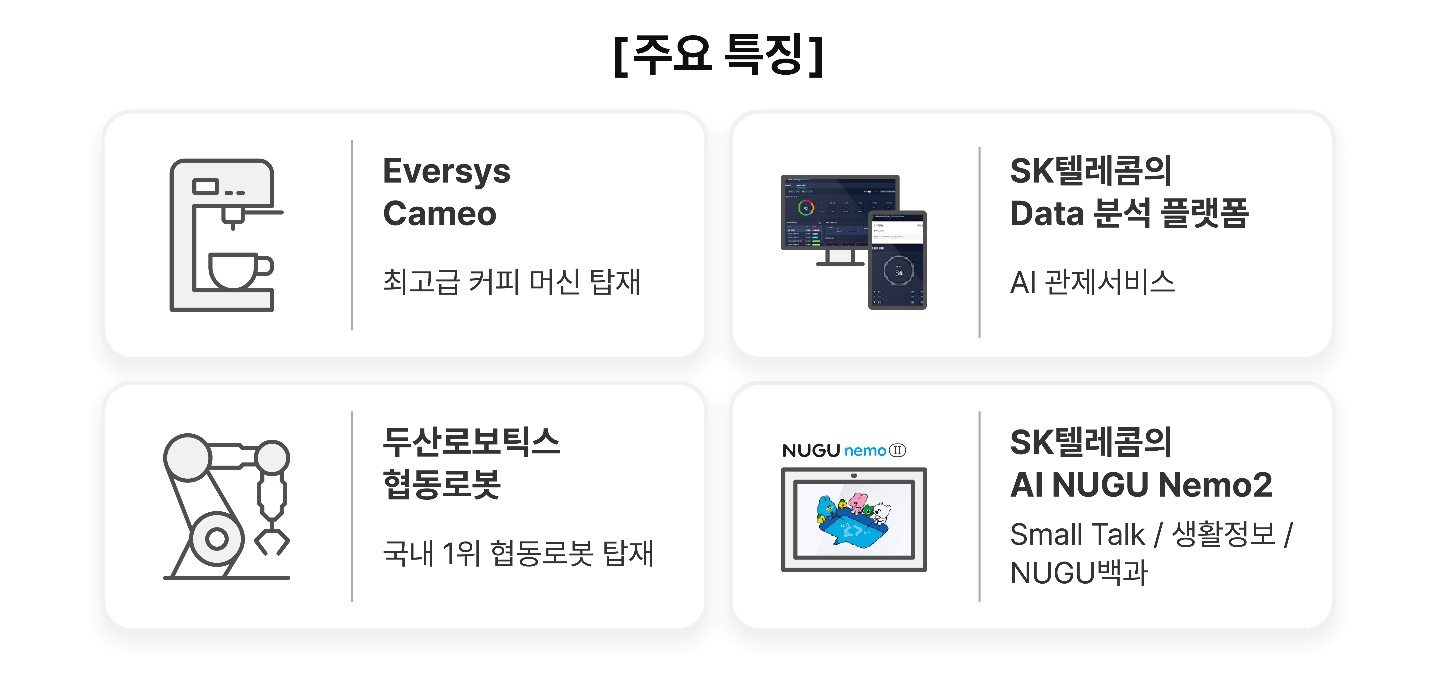 [주요 특징]
Eversys
Cameo
최고급 커피 머신 탑재
SK텔레콤의
Data 분석 플랫폼
AI 관제서비스
두산로보틱스
협동로봇
국내 1위 협동로봇 탑재
NUGU nemo Ⅱ
SK텔레콤의
AI NUGU Nemo2
Small Talk / 생활정보 /
NUGU백과